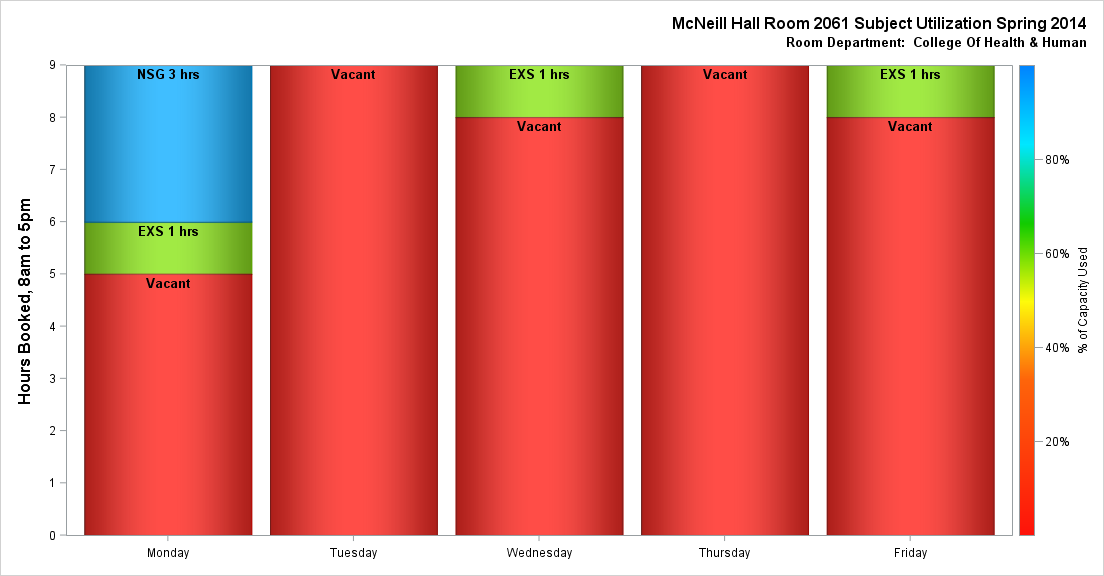 McNeill Hall Room 2061 Subject Utilization Spring 2014
Room Department:  College Of Health & Human
Hours Booked, 8am to 5pm
9
8
7
6
5
4
3
2
1
0
NSG 3 hrs
EXS 1 hrs
Vacant
Vacant
EXS 1 hrs
Vacant
Vacant
EXS 1 hrs
Vacant
Monday
Tuesday
Wednesday
Thursday
Friday
80%
60%
40%
20%
% of Capacity Used